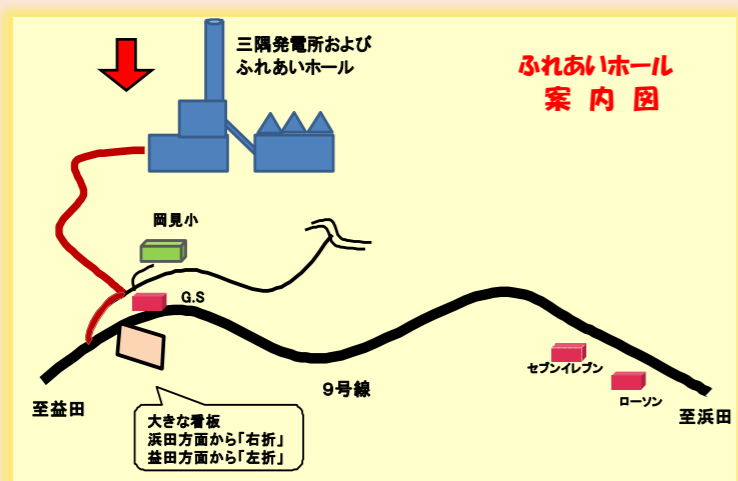 三隅発電所および
ふれあいホール
ふれあいホール
案内図
岡見小
G.S
9号線
セブンイレブン
ローソン
至益田
至浜田
大きな看板
浜田方面から「右折」
益田方面から「左折」